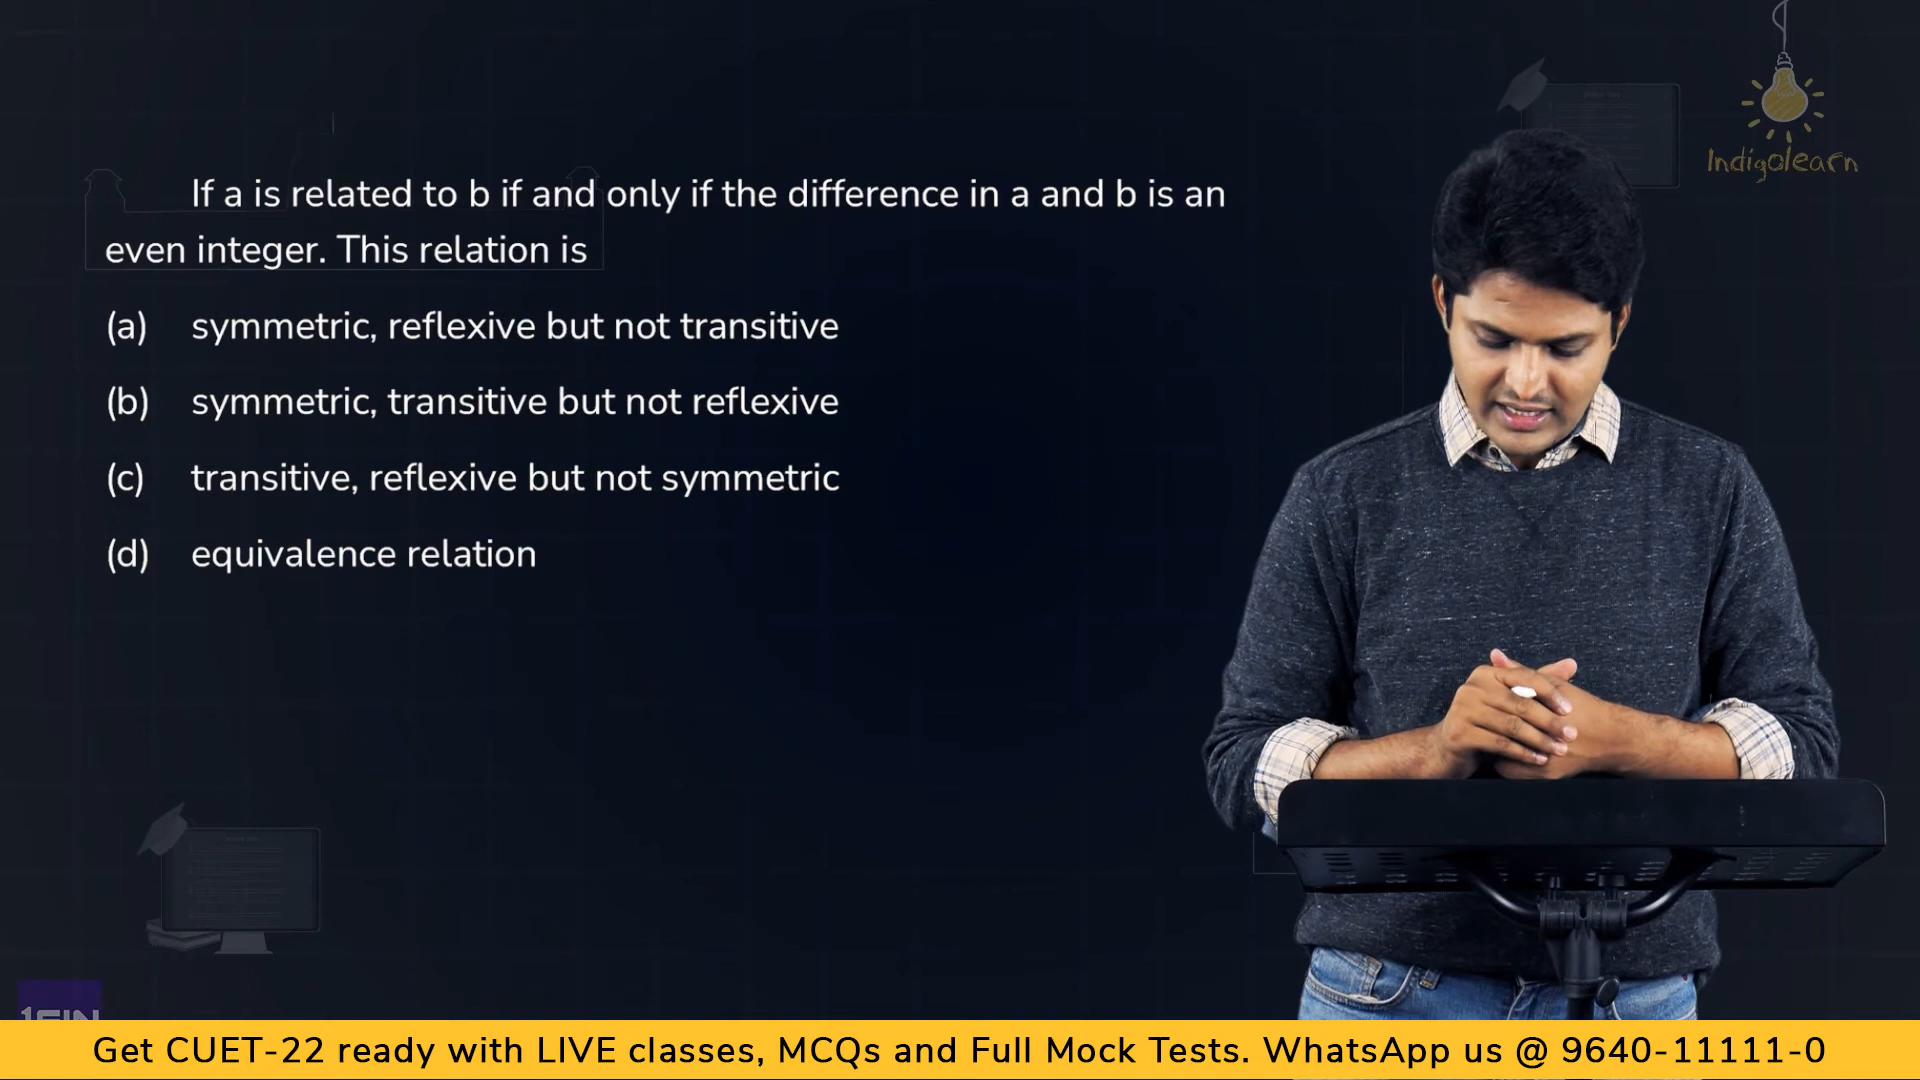 Indigolearn
If a is related to b if and only if the difference in a and b is an
even integer. This relation is
(a) symmetric, reflexive but not transitive
(b) symmetric, transitive but not reflexive
(c) transitive, reflexive but not symmetric
(d) equivalence relation
Get CUET-22 ready with LIVE classes, MCQs and Full Mock Tests. WhatsApp us @ 9640-11111-0